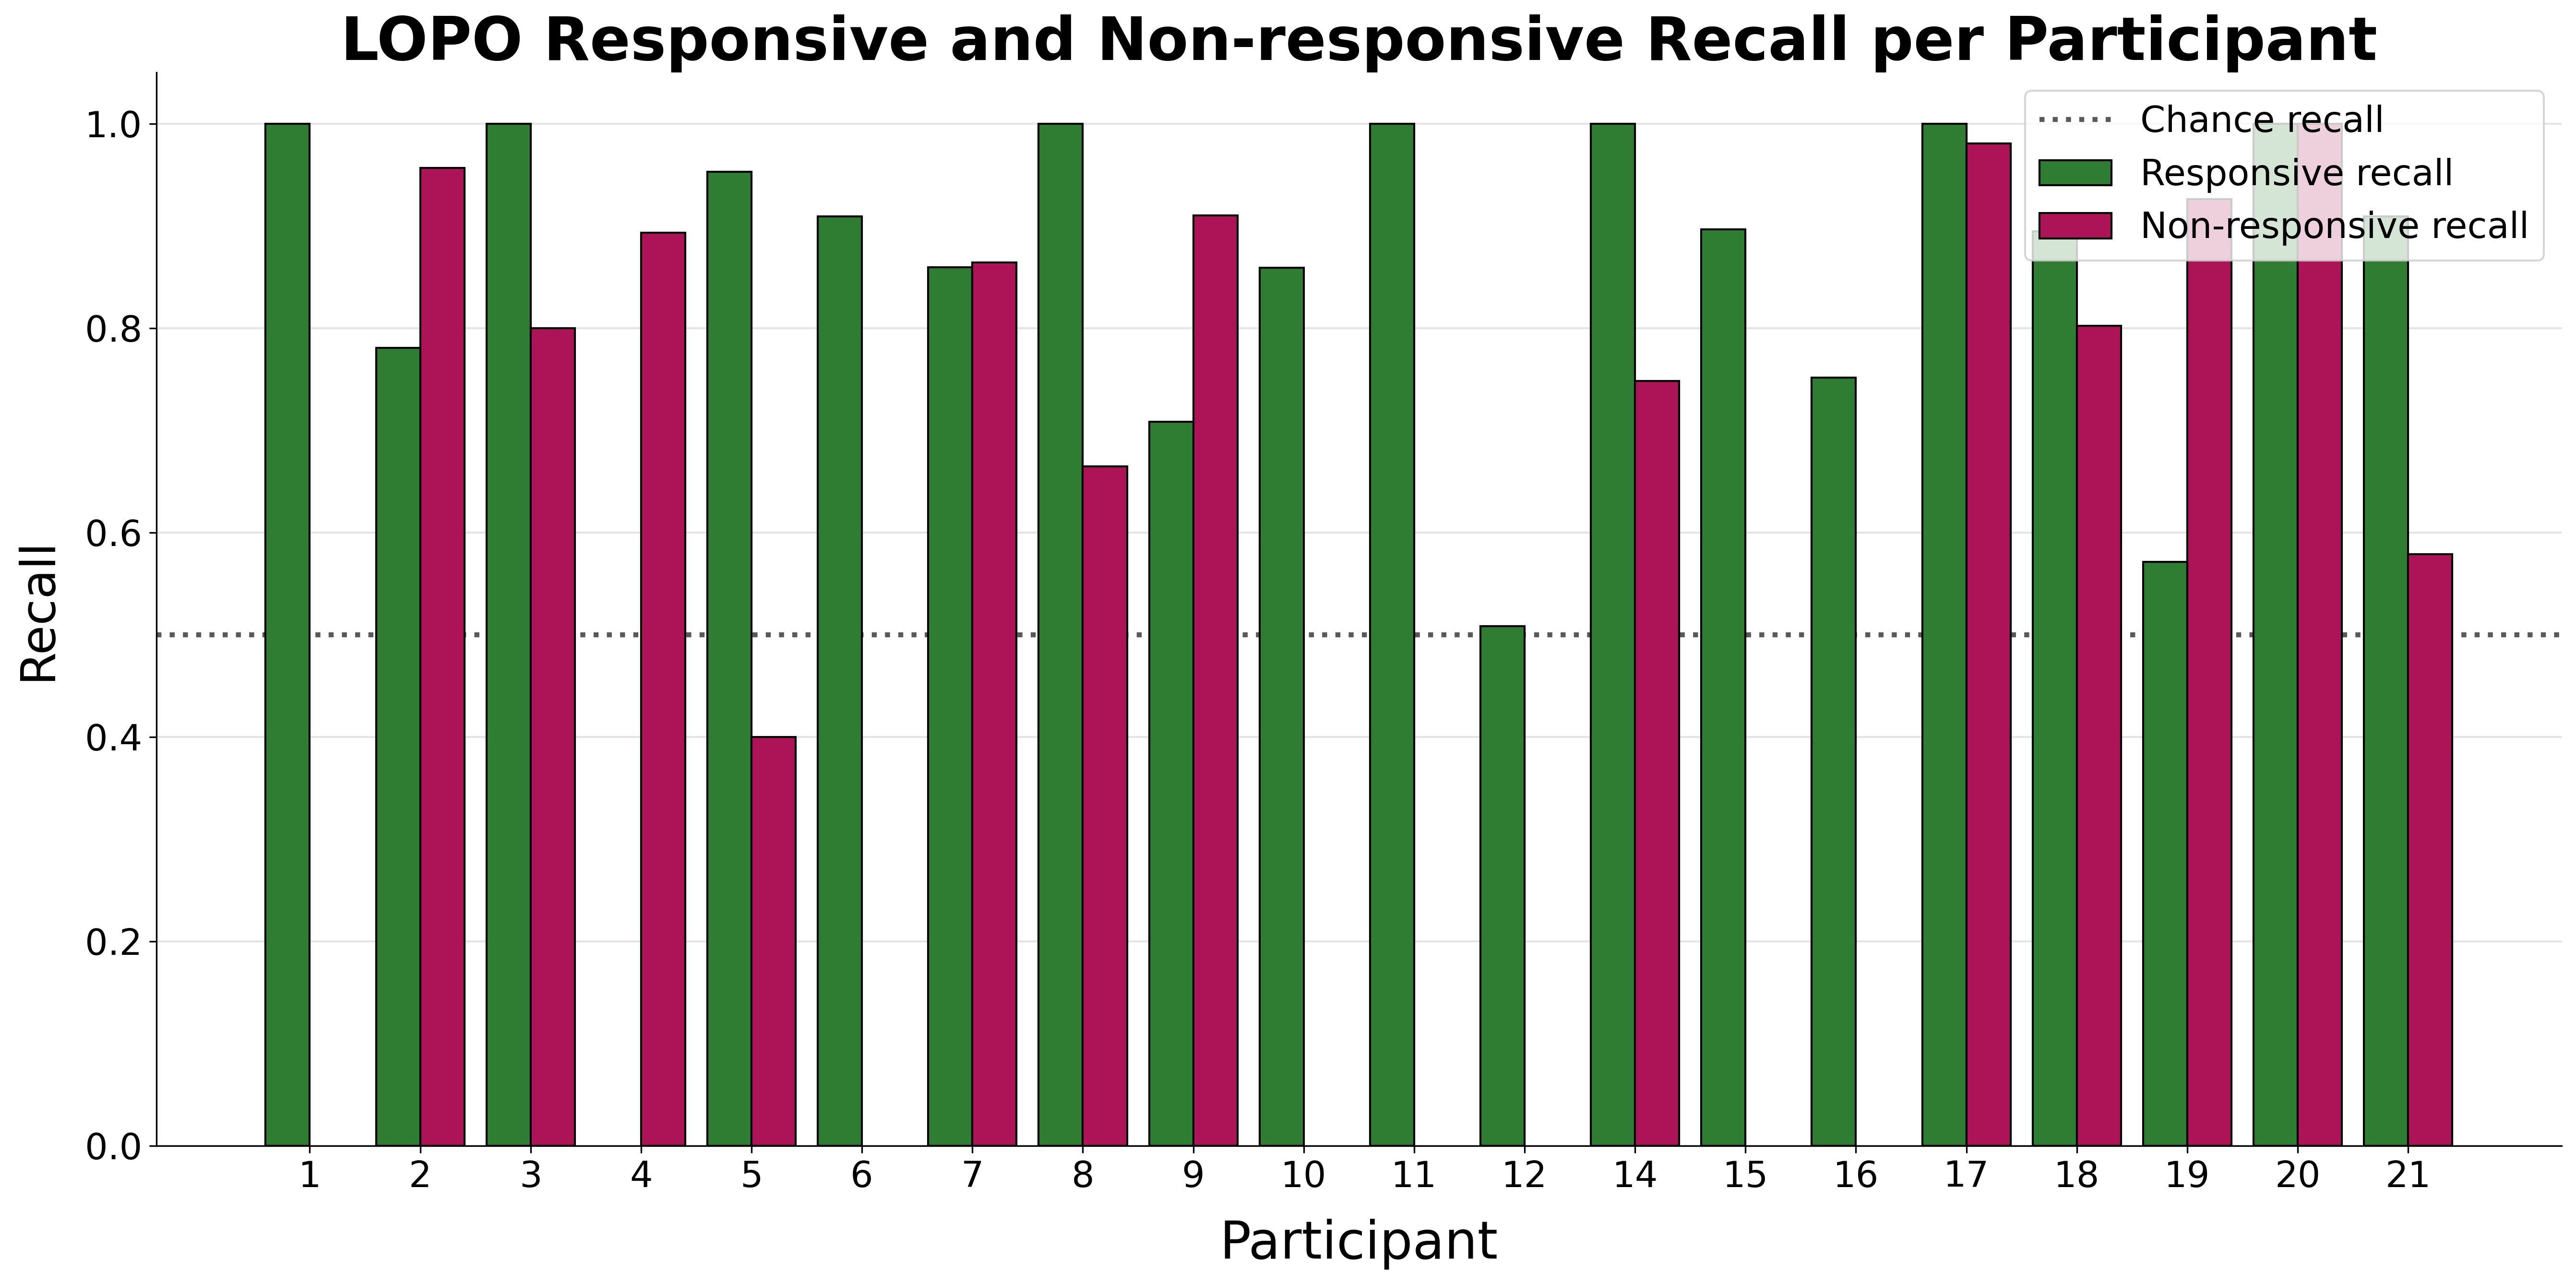 LOPO Responsive and Non-responsive Recall per Participant
Chance recall
Responsive recall
Non-responsive recall
1.0
0.8
0.6
0.4
0.2
0.0
Recall
1 2 3 4 5 6 7 8 9 10 11 12 14 15 16 17 18 19 20 21
Participant